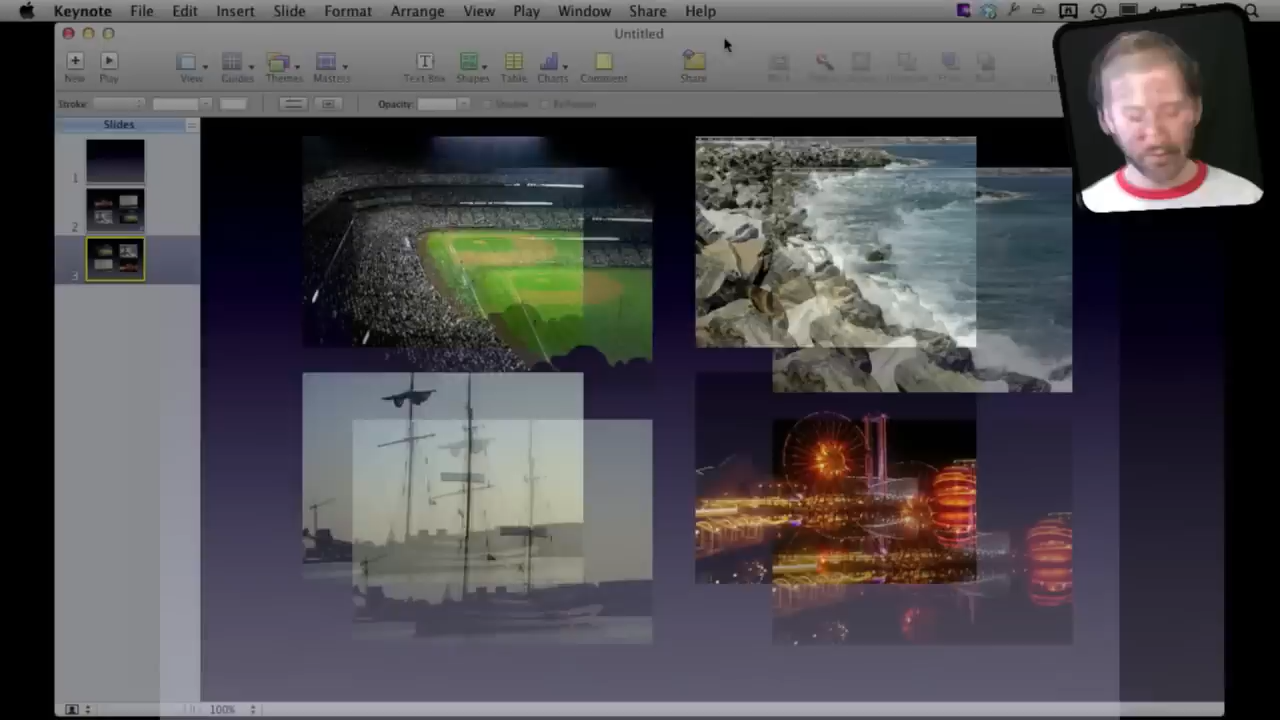 Keynote File Edit Insert Slide Format Arrange View Play Window Share Help
Untitled
New Play View Guides Themes Masters Text Box Shapes Table Charts Comment Share
Stroke: Opacity:
Slides
1
2
3
100%